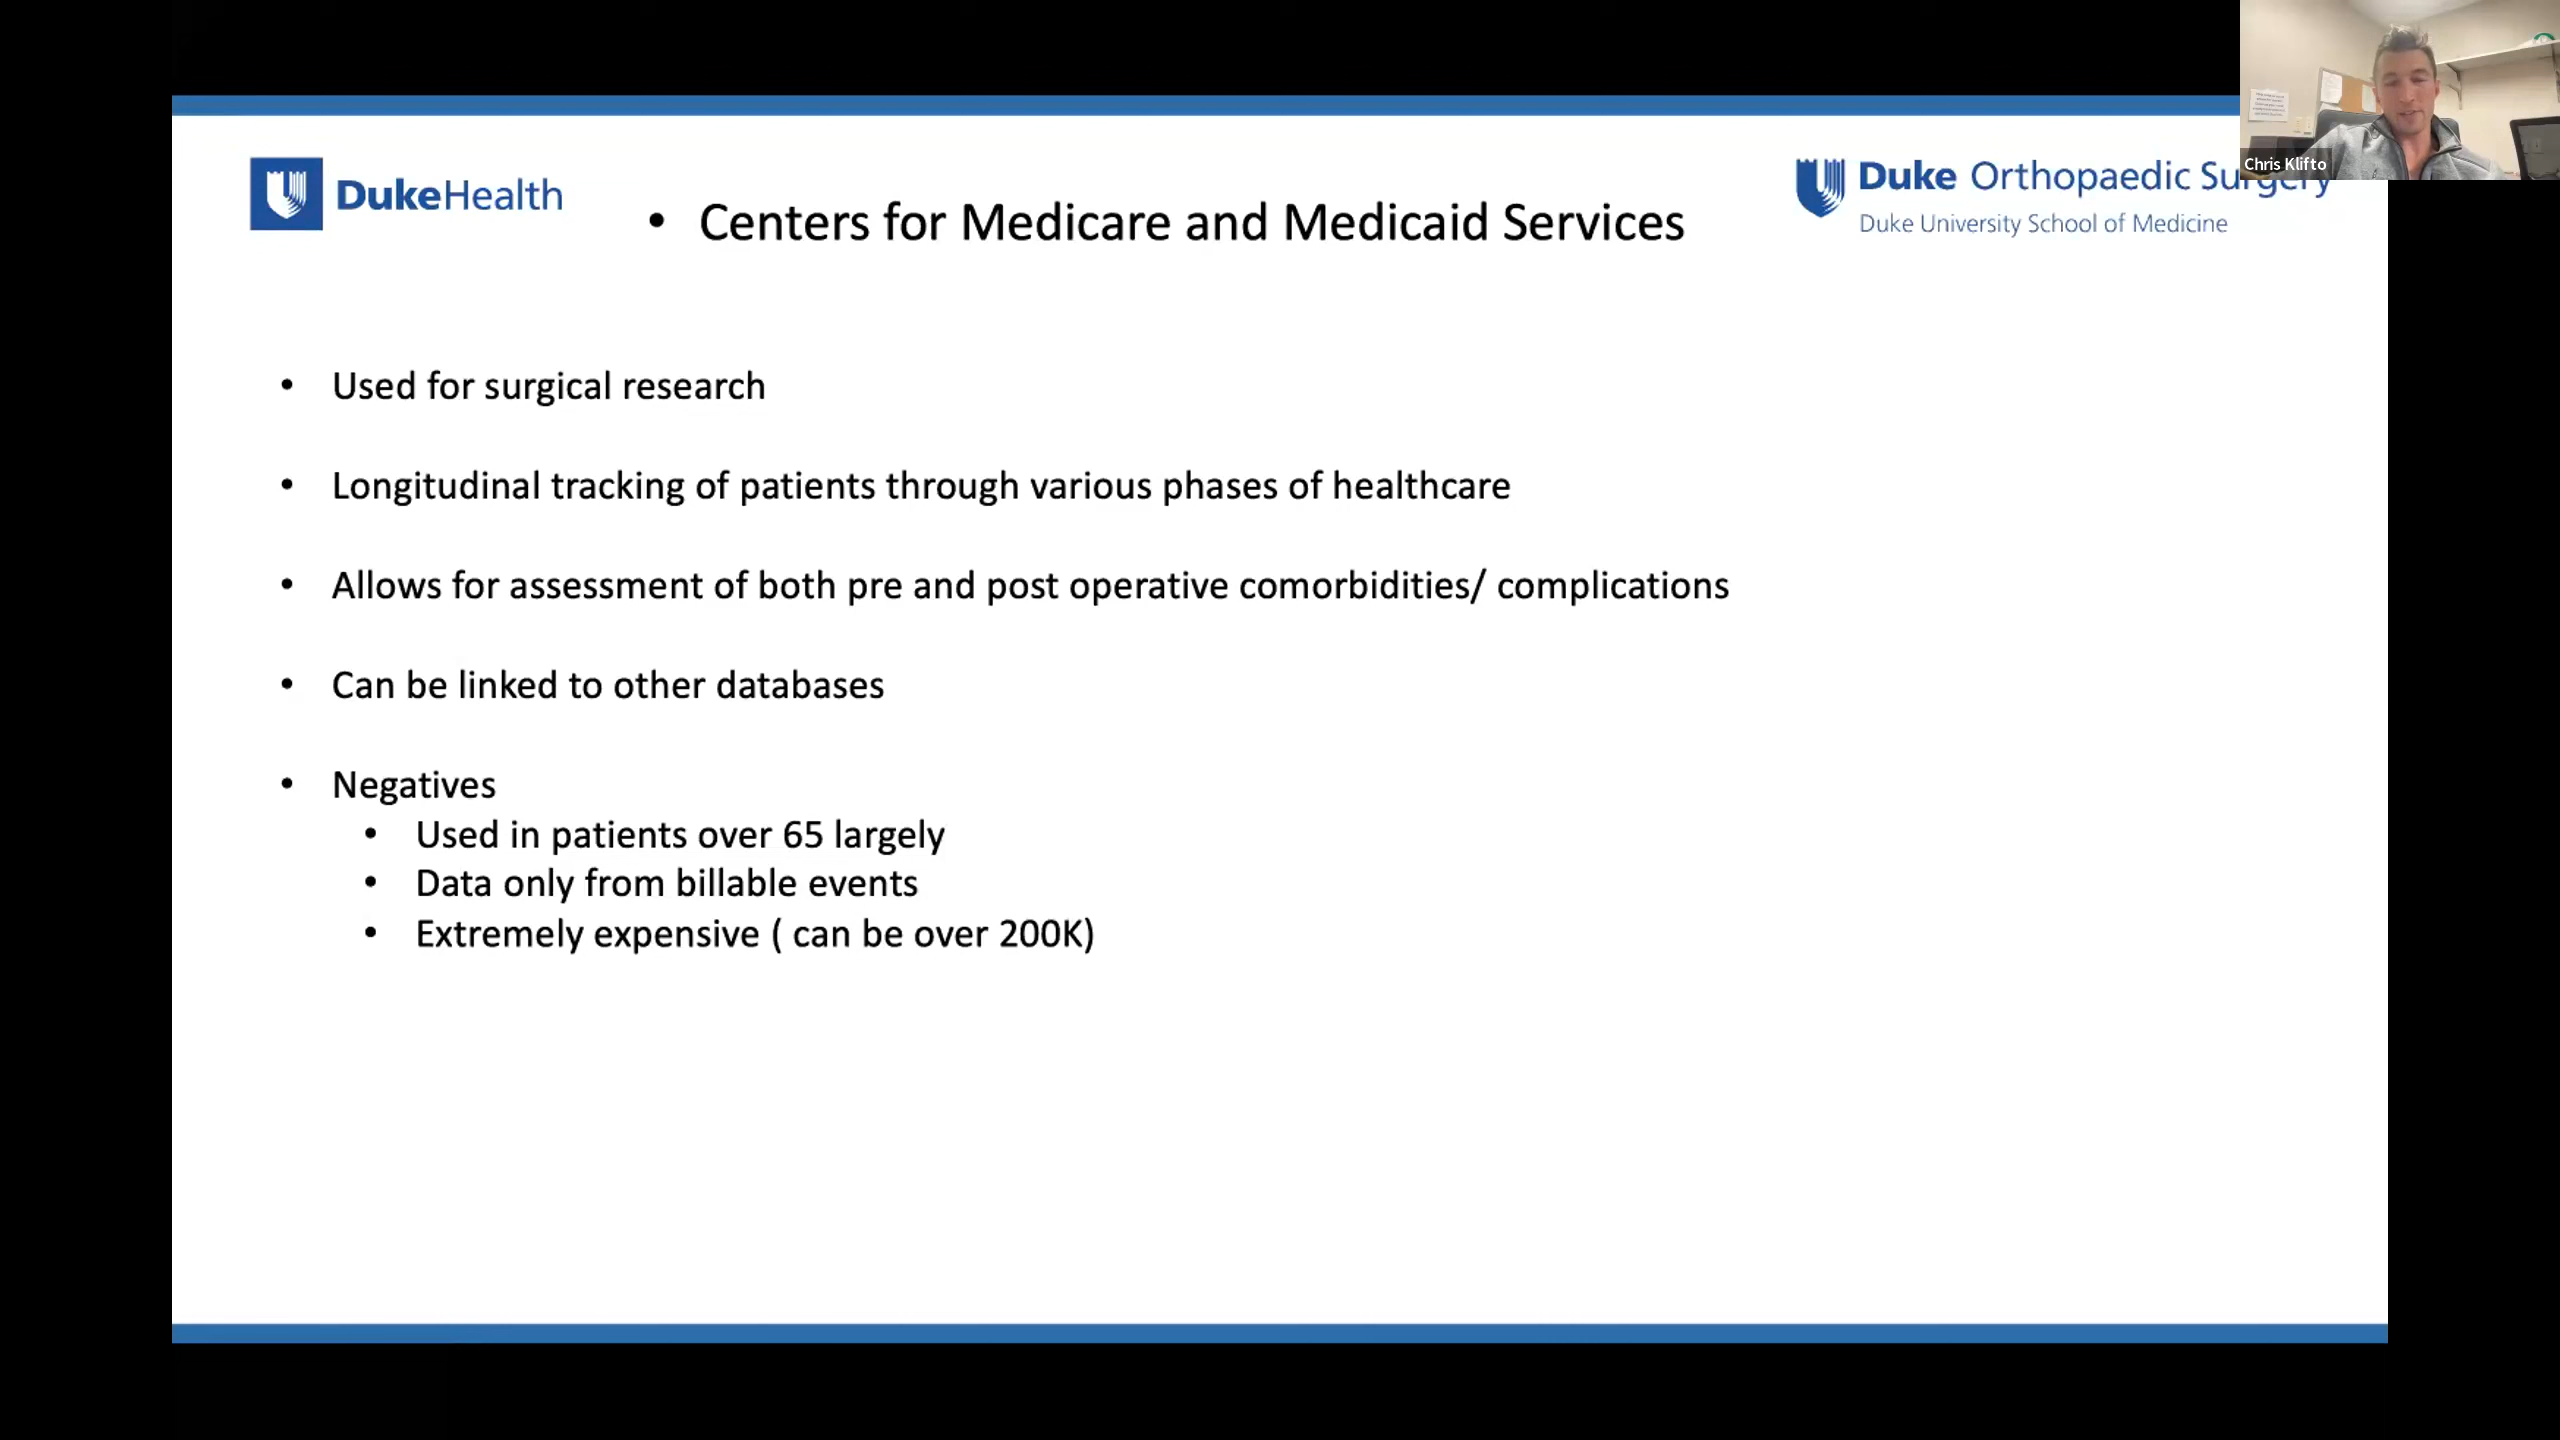 DukeHealth
• Centers for Medicare and Medicaid Services
Duke Orthopaedic Surgery
Duke University School of Medicine
Chris Klifto
• Used for surgical research
• Longitudinal tracking of patients through various phases of healthcare
• Allows for assessment of both pre and post operative comorbidities/ complications
• Can be linked to other databases
• Negatives
• Used in patients over 65 largely
• Data only from billable events
• Extremely expensive ( can be over 200K)